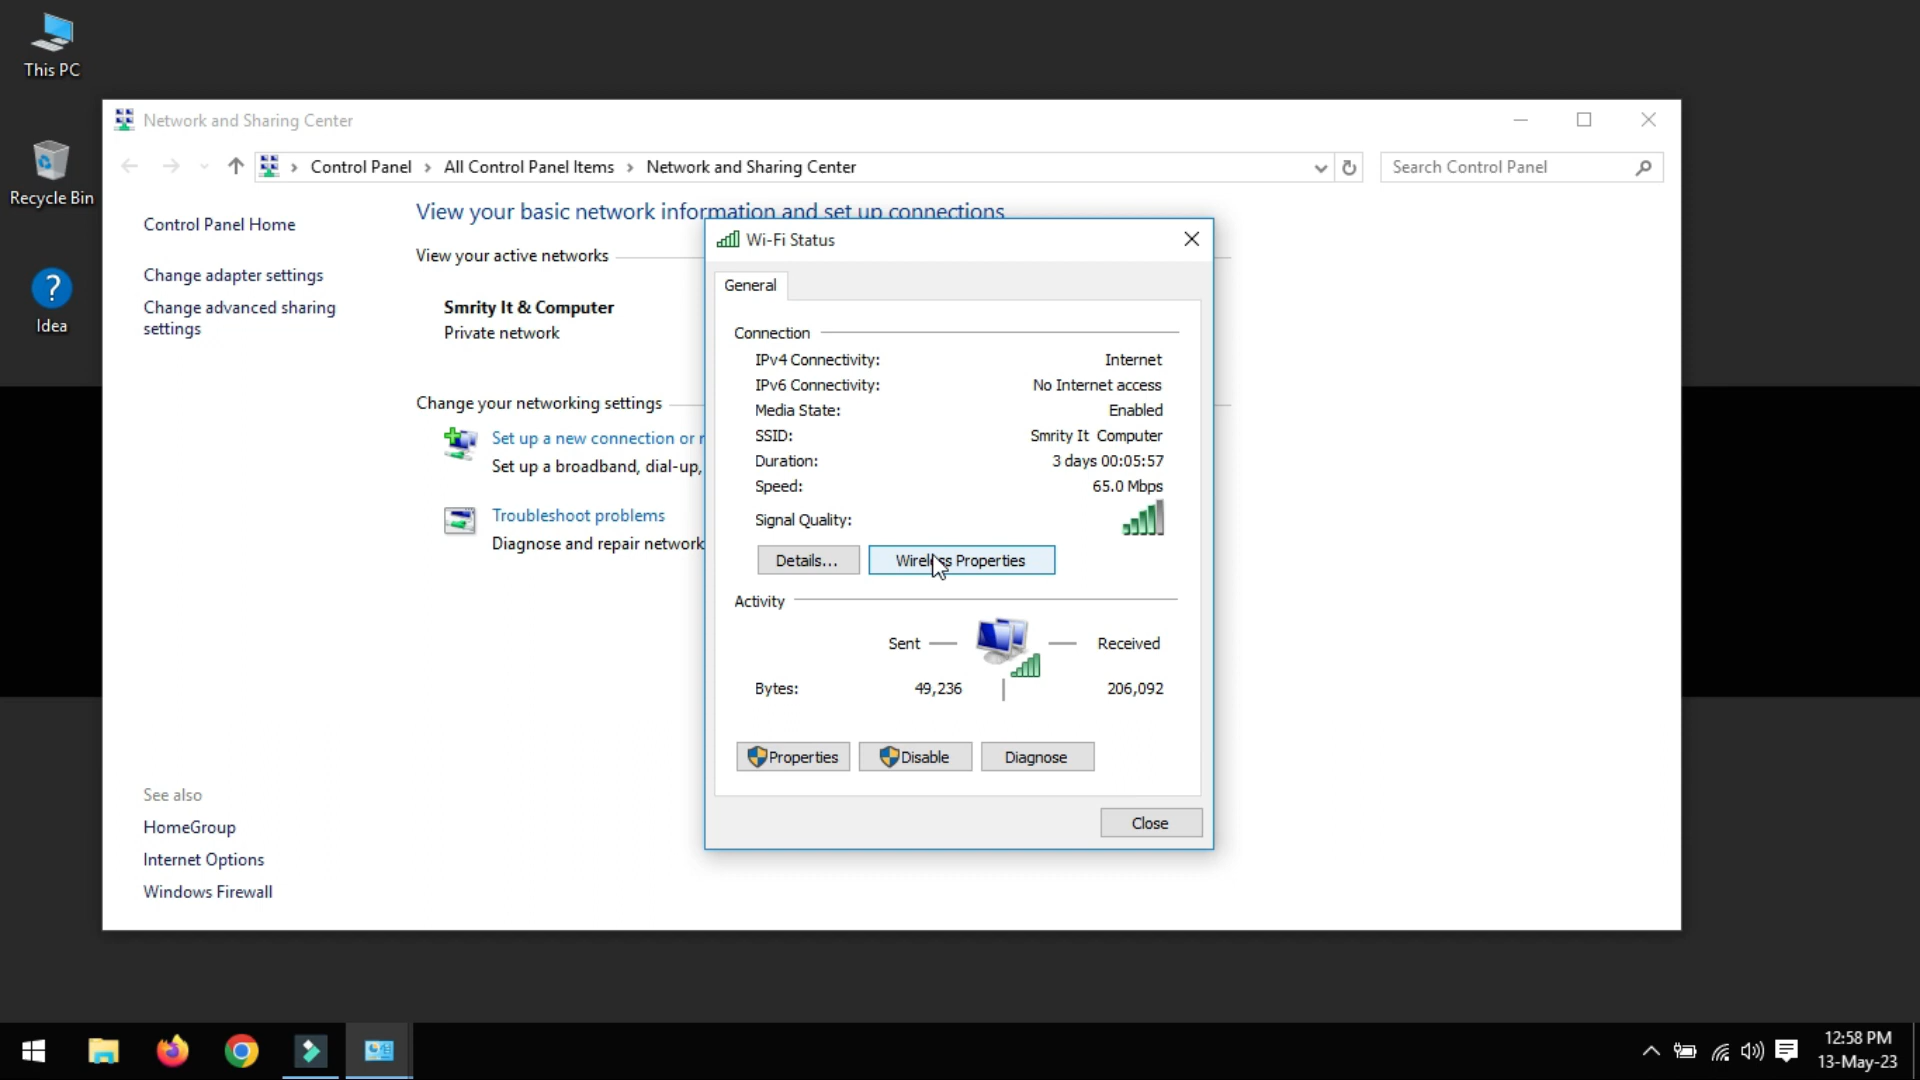 This PC
Recycle Bin
Idea
Network and Sharing Center
Control Panel › All Control Panel Items › Network and Sharing Center
Search Control Panel
Control Panel Home
Change adapter settings
Change advanced sharing
settings
See also
HomeGroup
Internet Options
Windows Firewall
View your basic network information and set up connections
View your active networks
Smrity It & Computer
Private network
Change your networking settings
Set up a new connection or
Set up a broadband, dial-up,
Troubleshoot problems
Diagnose and repair network
Wi-Fi Status
General
Connection
IPv4 Connectivity: Internet
IPv6 Connectivity: No Internet access
Media State: Enabled
SSID: Smrity It Computer
Duration: 3 days 00:05:57
Speed: 65.0 Mbps
Signal Quality:
Details... Wireless Properties
Activity
Sent Received
Bytes: 49,236 206,092
Properties Disable Diagnose
Close
12:58 PM
13-May-23